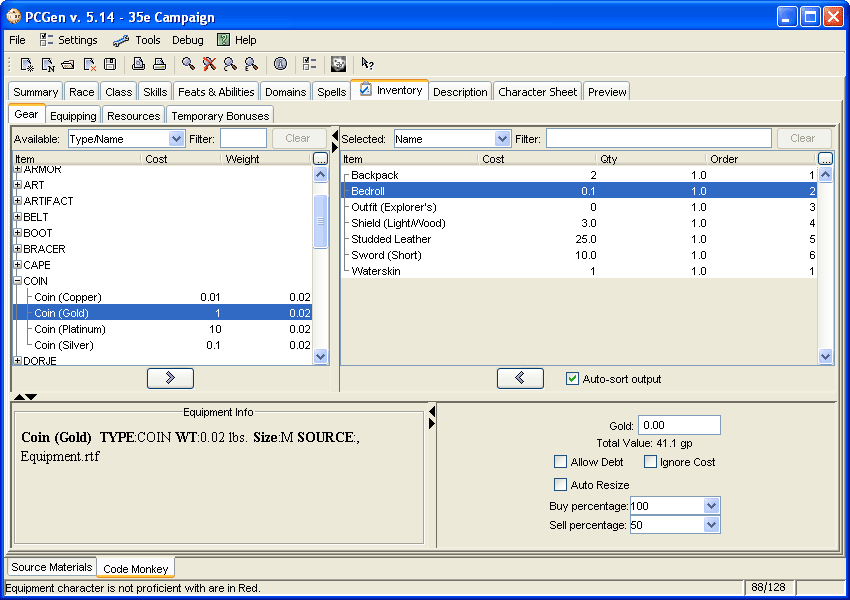 PCGen v. 5.14 - 35e Campaign
File Settings Tools Debug Help
Summary Race Class Skills Feats & Abilities Domains Spells Inventory Description Character Sheet Preview
Gear Equipping Resources Temporary Bonuses
Available: Type/Name Filter: Clear Selected: Name Filter: Clear
Item Cost Weight ... Item Cost Qty Order ...
ARMOR
ART
ARTIFACT
BELT
BOOT
BRACER
CAPE
COIN
Coin (Copper) 0.01 0.02
Coin (Gold) 1 0.02
Coin (Platinum) 10 0.02
Coin (Silver) 0.1 0.02
DORJE
Backpack 2 1.0 1
Bedroll 0.1 1.0 2
Outfit (Explorer's) 0 1.0 3
Shield (Light/Wood) 3.0 1.0 4
Studded Leather 25.0 1.0 5
Sword (Short) 10.0 1.0 6
Waterskin 1 1.0 1
Auto-sort output
Equipment Info
Coin (Gold) TYPE:COIN WT:0.02 lbs. Size:M SOURCE:,
Equipment.rtf
Gold: 0.00
Total Value: 41.1 gp
Allow Debt Ignore Cost
Auto Resize
Buy percentage: 100
Sell percentage: 50
Source Materials Code Monkey
Equipment character is not proficient with are in Red. 88/128